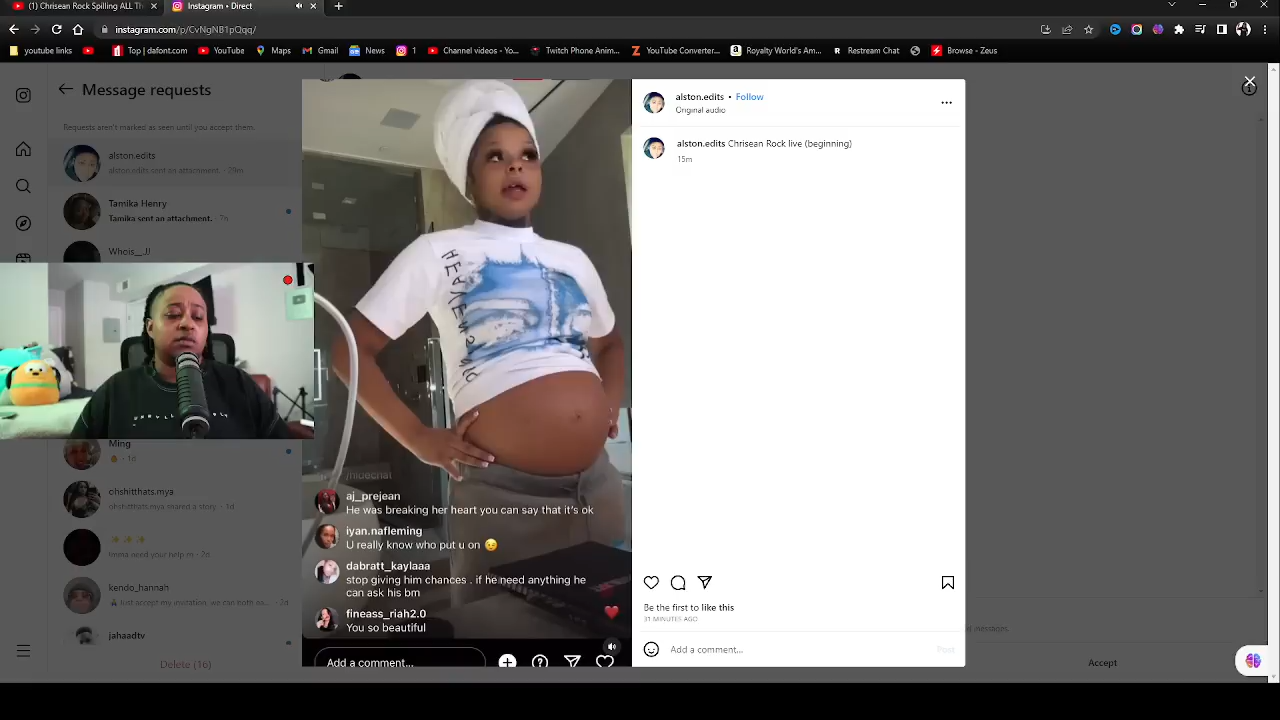 (1) Chrisean Rock Spilling ALL Th
Instagram • Direct
instagram.com/p/CvNgNB1pQqq/
youtube links
Top | dafont.com
YouTube
Maps
Gmail
News
1
Channel videos - Yo...
Twitch Phone Anim...
YouTube Converter...
Royalty World's Am...
Restream Chat
Browse - Zeus
Message requests
Requests aren't marked as seen until you accept them.
alston.edits
alston.edits sent an attachment. · 29m
Tamika Henry
Tamika sent an attachment. · 7h
Whois__JJ
Ming
1d
ohshitthats.mya
ohshitthats.mya shared a story. · 1d
Imma need your help rn · 2d
kendo_hannah
Just accept my invitation, we can both ea... · 2d
jahaadtv
Delete (16)
/hidechat
aj_prejean
He was breaking her heart you can say that it's ok
iyan.nafleming
U really know who put u on 😉
dabratt_kaylaaa
stop giving him chances . if he need anything he
can ask his bm
fineass_riah2.0
You so beautiful
Add a comment...
alston.edits • Follow
Original audio
alston.edits Chrisean Rock live (beginning)
15m
Be the first to like this
31 MINUTES AGO
Add a comment...
Post
Accept